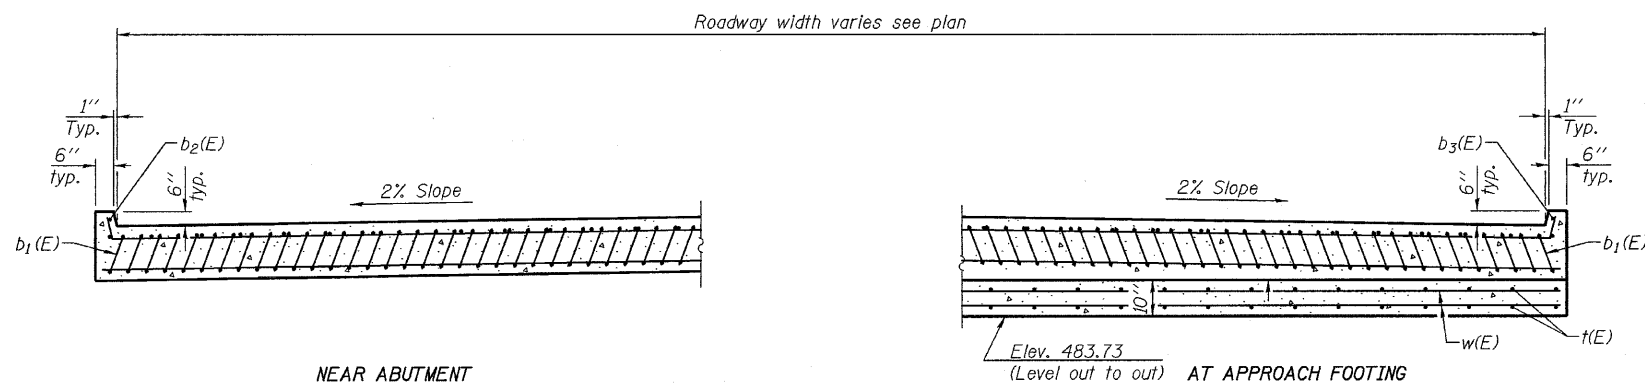 Roadway width varies see plan
1"
Typ.
6"
typ.
b2(E)
6"
typ.
2% Slope
b1(E)
2% Slope
b3(E)
1"
Typ.
6"
typ.
6"
b1(E)
10"
w(E)
t(E)
Elev. 483.73
(Level out to out)
NEAR ABUTMENT
AT APPROACH FOOTING